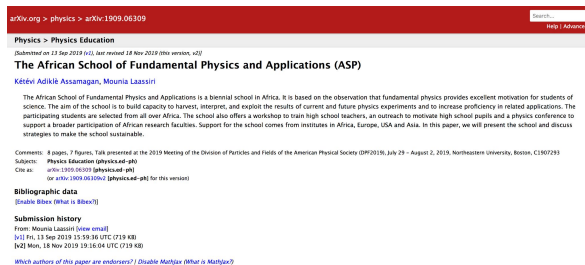 arXiv.org > physics > arXiv:1909.06309
Search...
Help | Advance
Physics > Physics Education
[Submitted on 13 Sep 2019 (v1), last revised 18 Nov 2019 (this version, v2)]
The African School of Fundamental Physics and Applications (ASP)
Kétévi Adiklè Assamagan, Mounia Laassiri
The African School of Fundamental Physics and Applications is a biennial school in Africa. It is based on the observation that fundamental physics provides excellent motivation for students of
science. The aim of the school is to build capacity to harvest, interpret, and exploit the results of current and future physics experiments and to increase proficiency in related applications. The
participating students are selected from all over Africa. The school also offers a workshop to train high school teachers, an outreach to motivate high school pupils and a physics conference to
support a broader participation of African research faculties. Support for the school comes from institutes in Africa, Europe, USA and Asia. In this paper, we will present the school and discuss
strategies to make the school sustainable.
Comments: 8 pages, 7 figures, Talk presented at the 2019 Meeting of the Division of Particles and Fields of the American Physical Society (DPF2019), July 29 – August 2, 2019, Northeastern University, Boston, C1907293
Subjects: Physics Education (physics.ed-ph)
Cite as: arXiv:1909.06309 [physics.ed-ph]
(or arXiv:1909.06309v2 [physics.ed-ph] for this version)
Bibliographic data
[Enable Bibex (What is Bibex?)]
Submission history
From: Mounia Laassiri [view email]
[v1] Fri, 13 Sep 2019 15:59:36 UTC (719 KB)
[v2] Mon, 18 Nov 2019 19:16:04 UTC (719 KB)
Which authors of this paper are endorsers? | Disable MathJax (What is MathJax?)